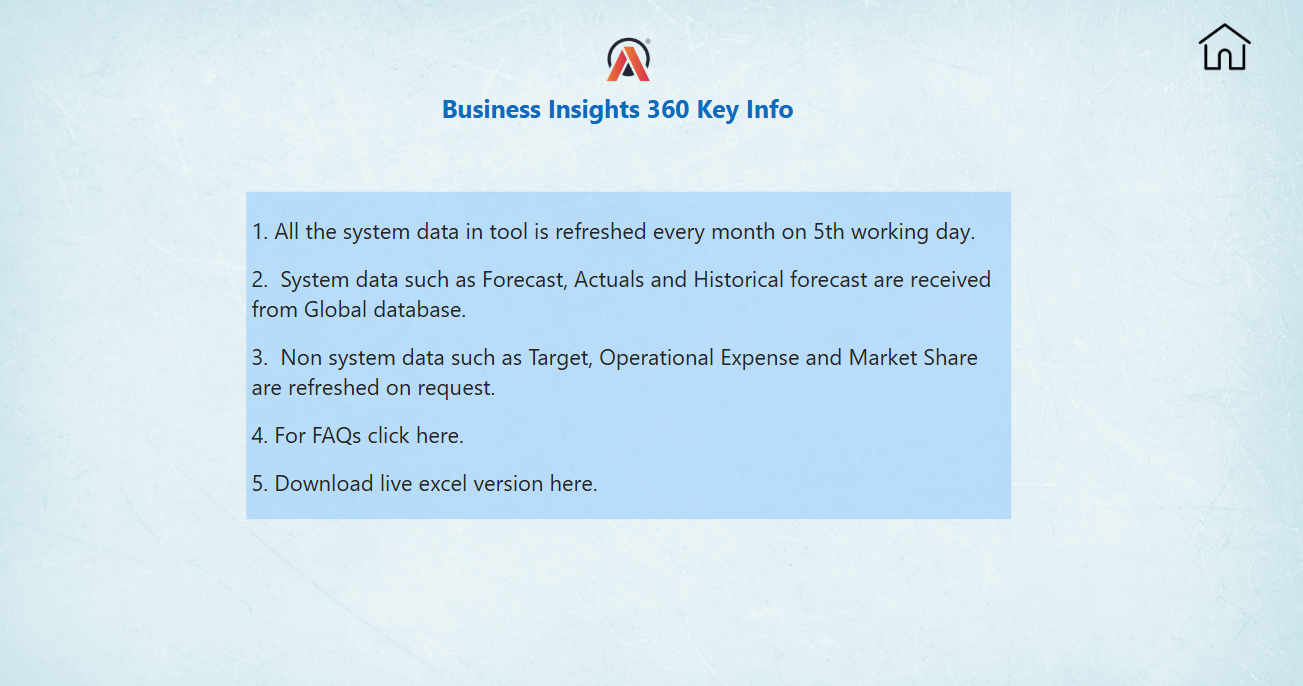 Business Insights 360 Key Info
1. All the system data in tool is refreshed every month on 5th working day.
2.  System data such as Forecast, Actuals and Historical forecast are received
from Global database.
3.  Non system data such as Target, Operational Expense and Market Share
are refreshed on request.
4. For FAQs click here.
5. Download live excel version here.